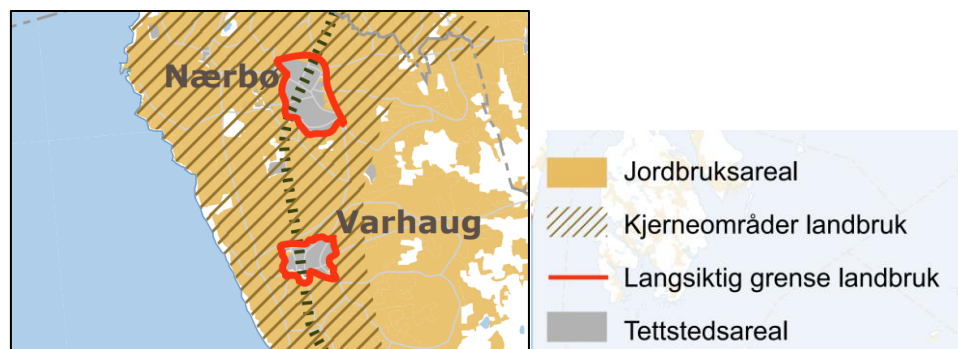 Nærbø
Varhaug
Jordbruksareal
Kjerneområder landbruk
Langsiktig grense landbruk
Tettstedsareal